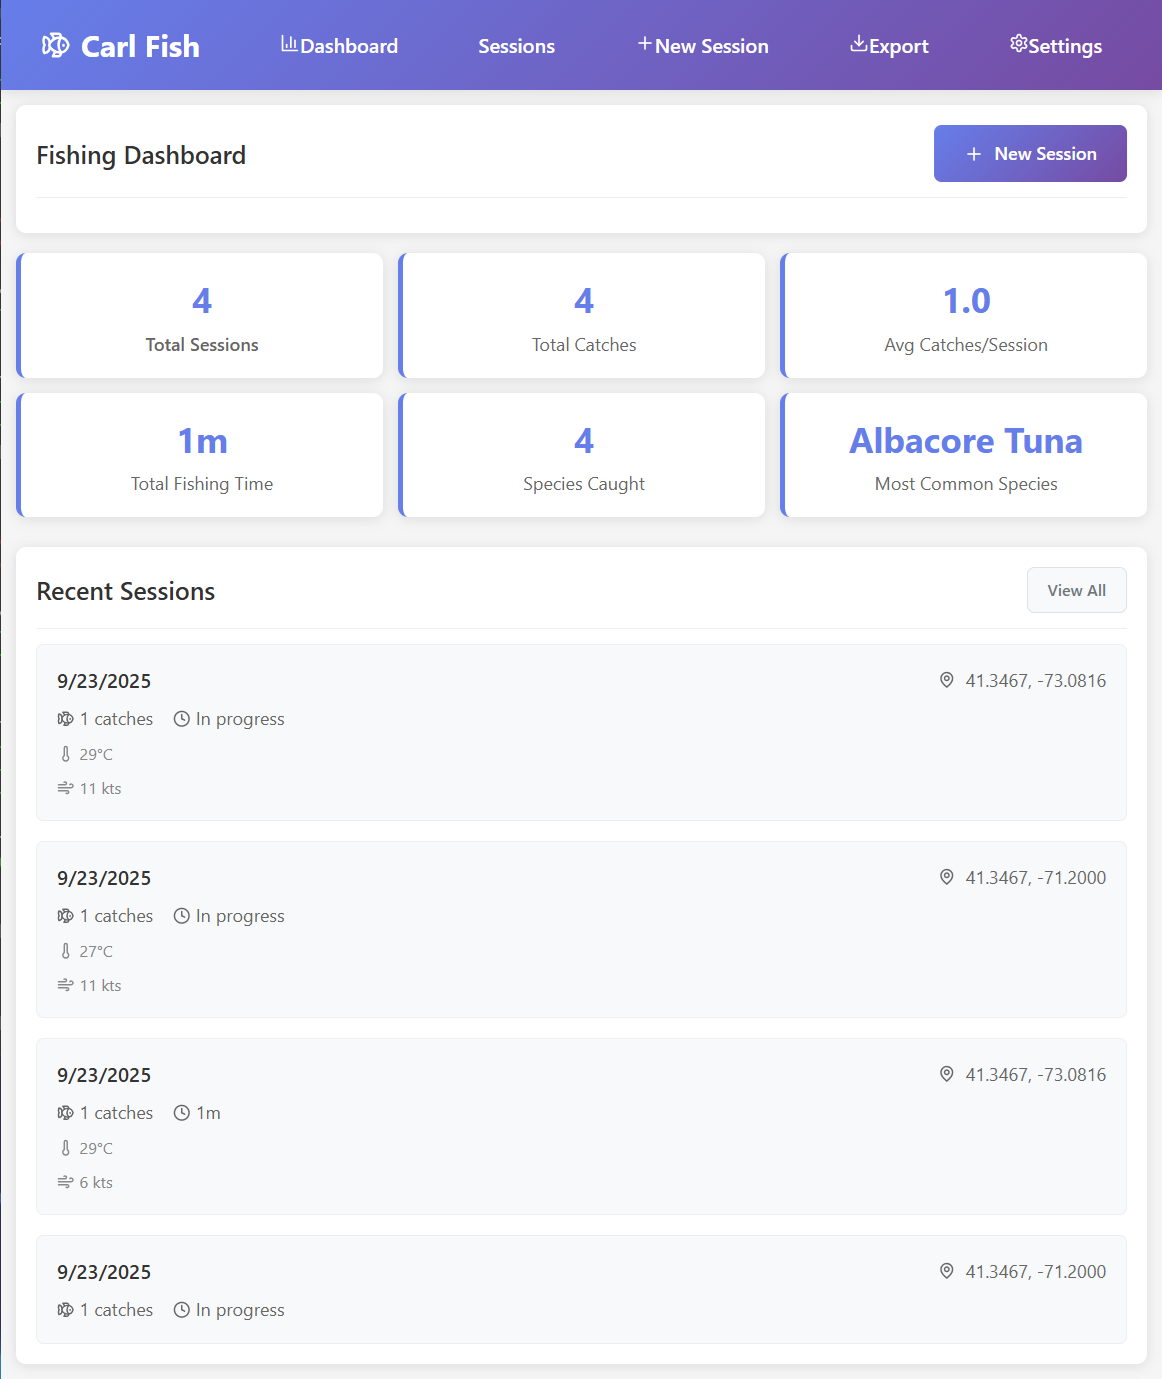 Carl Fish
Dashboard
Sessions
New Session
Export
Settings
Fishing Dashboard
New Session
4
Total Sessions
4
Total Catches
1.0
Avg Catches/Session
1m
Total Fishing Time
4
Species Caught
Albacore Tuna
Most Common Species
Recent Sessions
View All
9/23/2025
41.3467, -73.0816
1 catches
In progress
29°C
11 kts
9/23/2025
41.3467, -71.2000
1 catches
In progress
27°C
11 kts
9/23/2025
41.3467, -73.0816
1 catches
1m
29°C
6 kts
9/23/2025
41.3467, -71.2000
1 catches
In progress